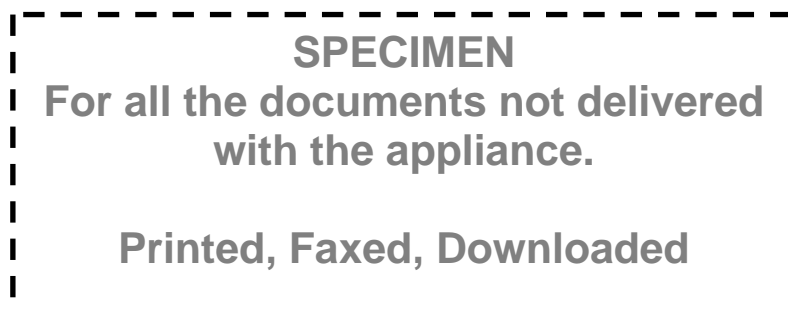 SPECIMEN
For all the documents not delivered
with the appliance.
Printed, Faxed, Downloaded